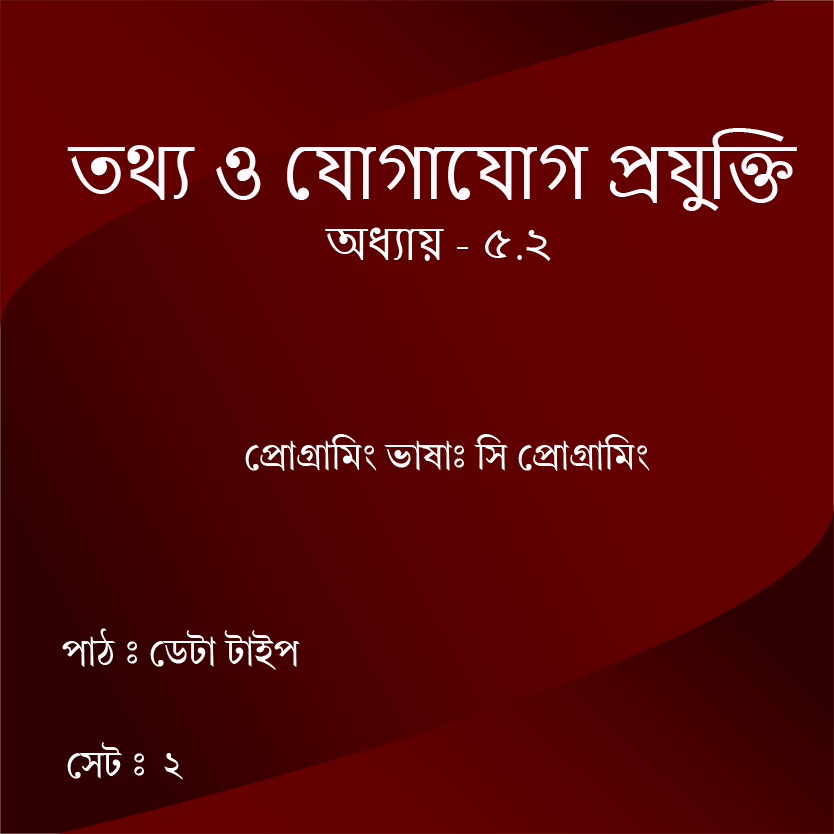 তথ্য ও যোগাযোগ প্রযুক্তি
অধ্যায় - ৫.২
প্রোগ্রামিং ভাষাঃ সি প্রোগ্রামিং
পাঠ ঃ ডেটা টাইপ
সেট ঃ ২